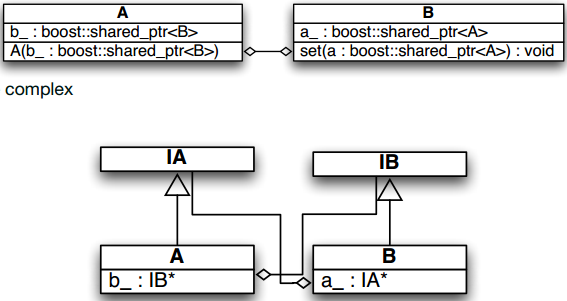 A
b_ : boost::shared_ptr<B>
A(b_ : boost::shared_ptr<B>)
B
a_ : boost::shared_ptr<A>
set(a : boost::shared_ptr<A>) : void
complex
IA
IB
A
b_ : IB*
B
a_ : IA*